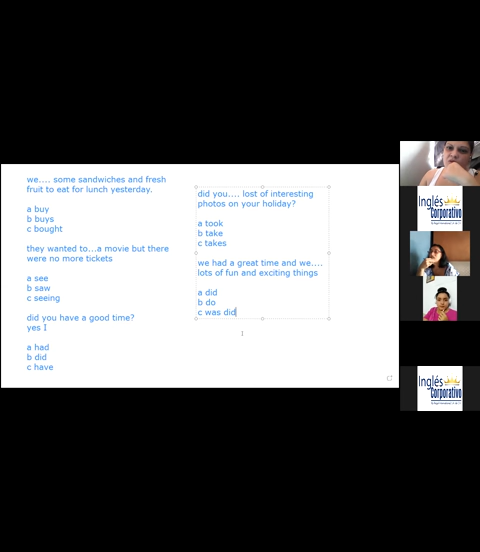 we.... some sandwiches and fresh
fruit to eat for lunch yesterday.
a buy
b buys
c bought
they wanted to...a movie but there
were no more tickets
a see
b saw
c seeing
did you have a good time?
yes I
a had
b did
c have
did you.... lost of interesting
photos on your holiday?
a took
b take
c takes
we had a great time and we....
lots of fun and exciting things
a did
b do
c was did
Inglés
Corporativo
Inglés
Corporativo